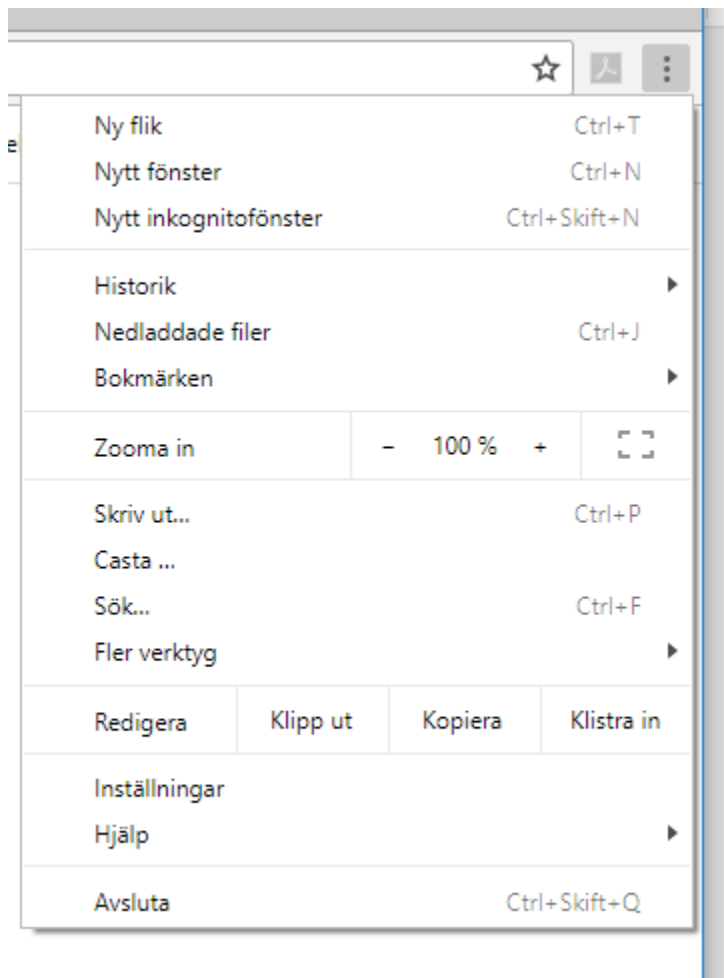 Ny flik Ctrl+T
Nytt fönster Ctrl+N
Nytt inkognitofönster Ctrl+Skift+N
Historik
Nedladdade filer Ctrl+J
Bokmärken
Zooma in − 100 % +
Skriv ut... Ctrl+P
Casta ...
Sök... Ctrl+F
Fler verktyg
Redigera Klipp ut Kopiera Klistra in
Inställningar
Hjälp
Avsluta Ctrl+Skift+Q